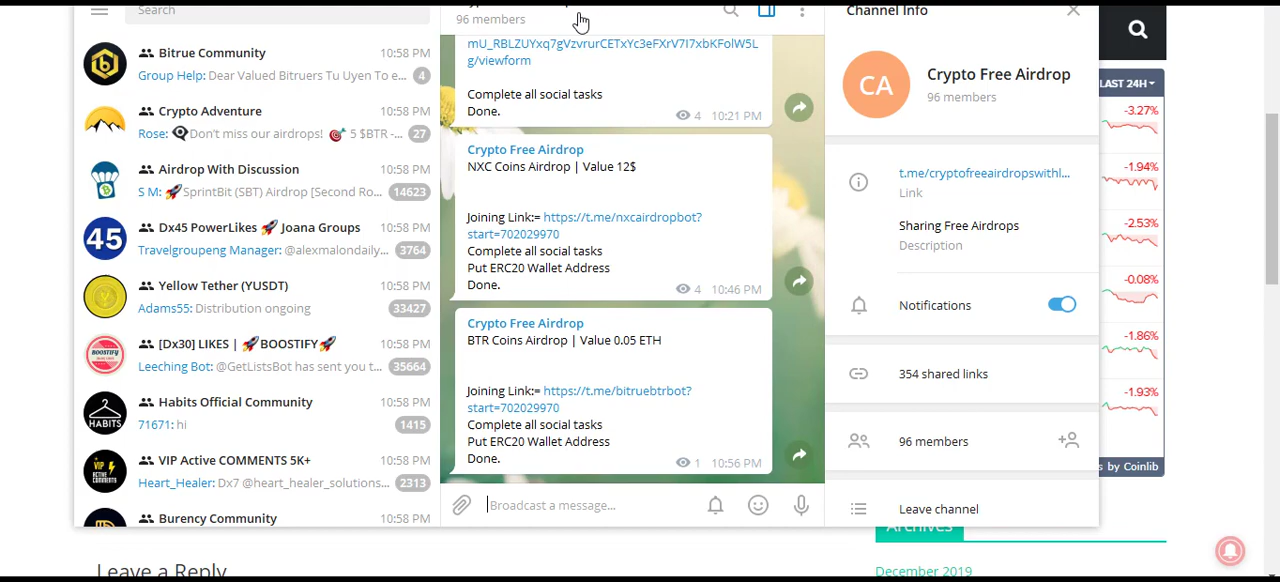 Search
96 members
Channel Info
Bitrue Community 10:58 PM
Group Help: Dear Valued Bitruers Tu Uyen To e... 4
Crypto Adventure 10:58 PM
Rose: Don't miss our airdrops! 5 $BTR -... 27
Airdrop With Discussion 10:58 PM
S M: SprintBit (SBT) Airdrop [Second Ro... 14623
45
Dx45 PowerLikes 🚀 Joana Groups 10:58 PM
Travelgroupeng Manager: @alexmalondaily... 3764
Yellow Tether (YUSDT) 10:58 PM
Adams55: Distribution ongoing 33427
BOOSTIFY
[Dx30] LIKES | 🚀BOOSTIFY🚀 10:58 PM
Leeching Bot: @GetListsBot has sent you t... 35664
HABITS
Habits Official Community 10:58 PM
71671: hi 1415
VIP ACTIVE COMMENTS
VIP Active COMMENTS 5K+ 10:58 PM
Heart_Healer: Dx7 @heart_healer_solutions... 2313
Burency Community 10:58 PM
mU_RBLZUYxq7gVzvrurCETxYc3eFXrV7I7xbKFolW5L
g/viewform
Complete all social tasks
Done. 4 10:21 PM
Crypto Free Airdrop
NXC Coins Airdrop | Value 12$
Joining Link:= https://t.me/nxcairdropbot?
start=702029970
Complete all social tasks
Put ERC20 Wallet Address
Done. 4 10:46 PM
Crypto Free Airdrop
BTR Coins Airdrop | Value 0.05 ETH
Joining Link:= https://t.me/bitruebtrbot?
start=702029970
Complete all social tasks
Put ERC20 Wallet Address
Done. 1 10:56 PM
Broadcast a message...
CA
Crypto Free Airdrop
96 members
t.me/cryptofreeairdropswithl...
Link
Sharing Free Airdrops
Description
Notifications
354 shared links
96 members
Leave channel
LAST 24H
-3.27%
-1.94%
-2.53%
-0.08%
-1.86%
-1.93%
s by Coinlib
Archives
December 2019
Leave a Reply